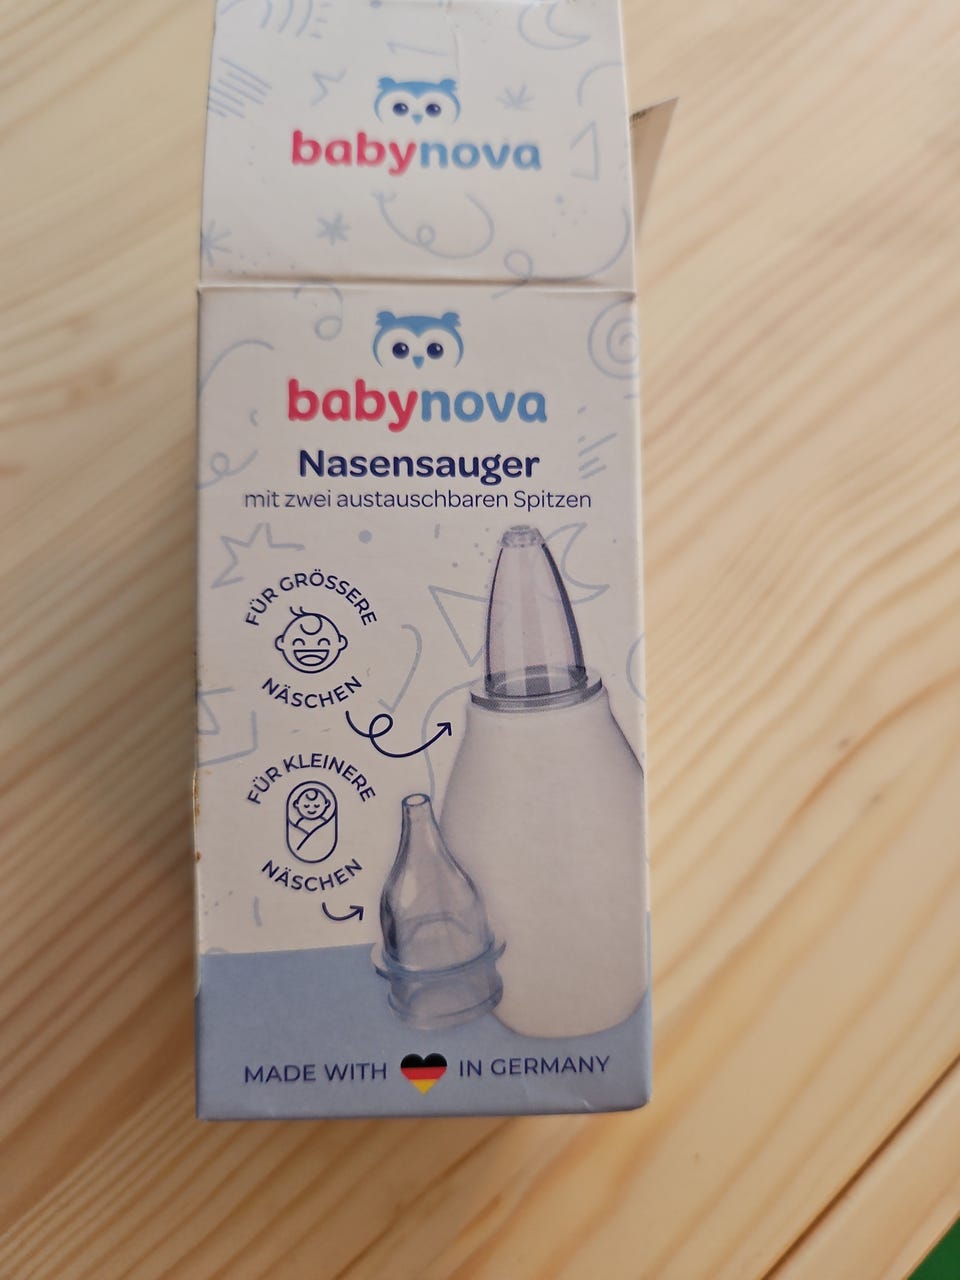 babynova
babynova
Nasensauger
mit zwei austauschbaren Spitzen
FÜR GRÖSSERE
NÄSCHEN
FÜR KLEINERE
NÄSCHEN
MADE WITH IN GERMANY